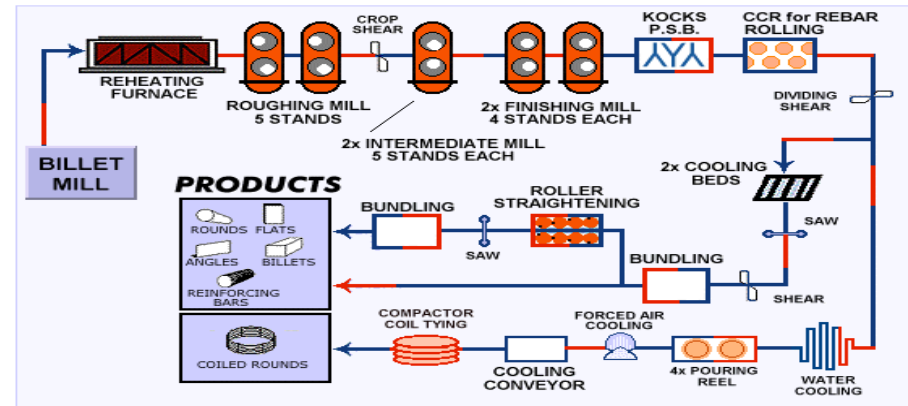 CROP
SHEAR
KOCKS
P.S.B.
CCR for REBAR
ROLLING
REHEATING
FURNACE
ROUGHING MILL
5 STANDS
2x FINISHING MILL
4 STANDS EACH
DIVIDING
SHEAR
2x INTERMEDIATE MILL
5 STANDS EACH
BILLET
MILL
2x COOLING
BEDS
PRODUCTS
BUNDLING
ROLLER
STRAIGHTENING
SAW
ROUNDS FLATS
SAW
ANGLES BILLETS
BUNDLING
REINFORCING
BARS
SHEAR
COMPACTOR
COIL TYING
FORCED AIR
COOLING
COILED ROUNDS
COOLING
CONVEYOR
4x POURING
REEL
WATER
COOLING